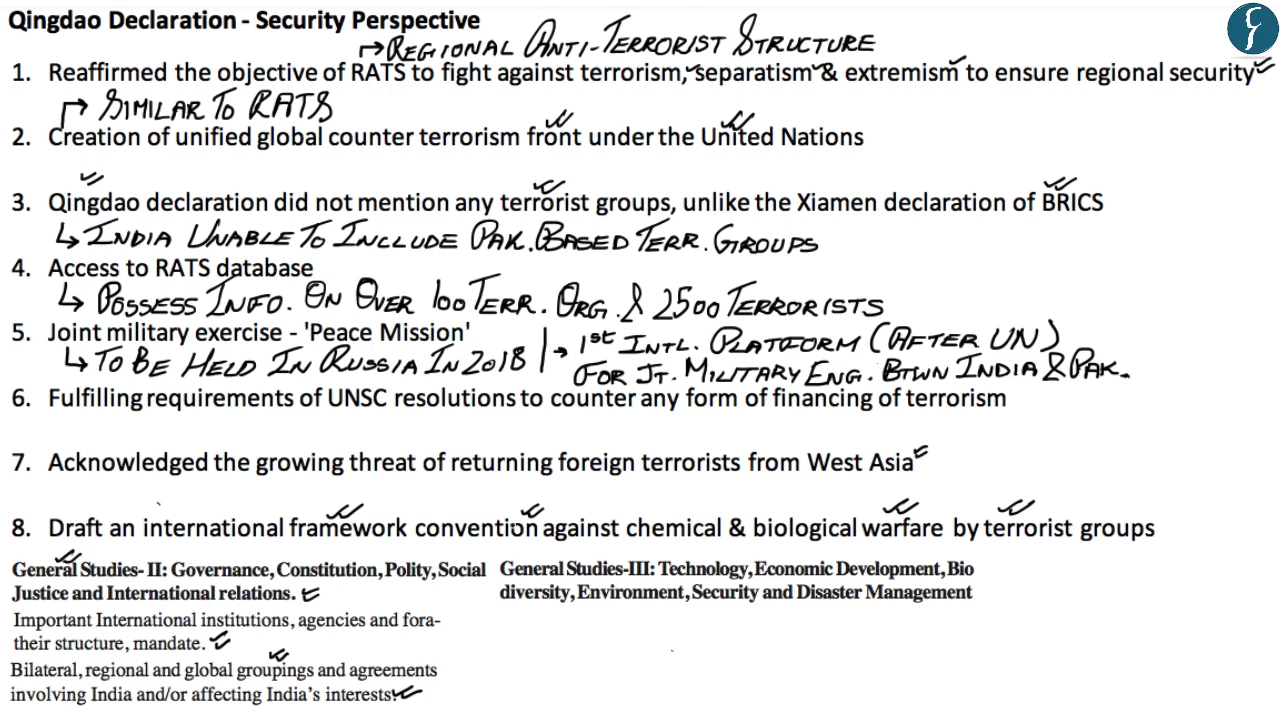 Qingdao Declaration - Security Perspective
→ REGIONAL ANTI-TERRORIST STRUCTURE
1. Reaffirmed the objective of RATS to fight against terrorism, separatism & extremism to ensure regional security
→ SIMILAR TO RATS
2. Creation of unified global counter terrorism front under the United Nations
3. Qingdao declaration did not mention any terrorist groups, unlike the Xiamen declaration of BRICS
↳ INDIA UNABLE TO INCLUDE PAK. BASED TERR. GROUPS
4. Access to RATS database
↳ POSSESS INFO. ON OVER 100 TERR. ORG. & 2500 TERRORISTS
5. Joint military exercise - 'Peace Mission'
↳ TO BE HELD IN RUSSIA IN 2018
→ 1st INTL. PLATFORM (AFTER UN)
FOR JT. MILITARY ENG. BTWN INDIA & PAK.
6. Fulfilling requirements of UNSC resolutions to counter any form of financing of terrorism
7. Acknowledged the growing threat of returning foreign terrorists from West Asia
8. Draft an international framework convention against chemical & biological warfare by terrorist groups
General Studies- II: Governance, Constitution, Polity, Social
Justice and International relations.
Important International institutions, agencies and fora-
their structure, mandate.
Bilateral, regional and global groupings and agreements
involving India and/or affecting India's interests.
General Studies-III: Technology, Economic Development, Bio
diversity, Environment, Security and Disaster Management